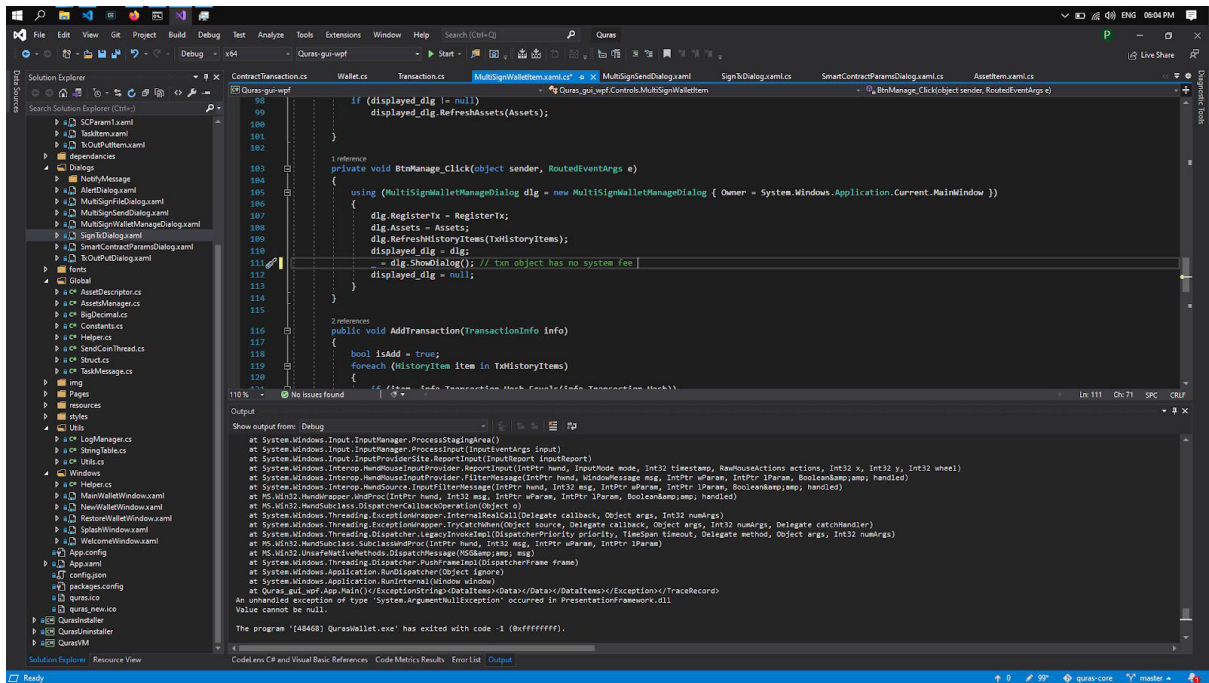 ENG 06:04 PM
File Edit View Git Project Build Debug Test Analyze Tools Extensions Window Help Search (Ctrl+Q) Quras P
Debug x64 Quras-gui-wpf Start Live Share
Data Sources
Solution Explorer
Search Solution Explorer (Ctrl+;)
SCParam1.xaml
TaskItem.xaml
TxOutPutItem.xaml
dependancies
Dialogs
NotifyMessage
AlertDialog.xaml
MultiSignFileDialog.xaml
MultiSignSendDialog.xaml
MultiSignWalletManageDialog.xaml
SignTxDialog.xaml
SmartContractParamsDialog.xaml
TxOutPutDialog.xaml
fonts
Global
AssetDescriptor.cs
AssetsManager.cs
BigDecimal.cs
Constants.cs
Helper.cs
SendCoinThread.cs
Struct.cs
TaskMessage.cs
img
Pages
resources
styles
Utils
LogManager.cs
StringTable.cs
Utils.cs
Windows
Helper.cs
MainWalletWindow.xaml
NewWalletWindow.xaml
RestoreWalletWindow.xaml
SplashWindow.xaml
WelcomeWindow.xaml
App.config
App.xaml
config.json
packages.config
quras.ico
quras_new.ico
QurasInstaller
QurasUninstaller
QurasVM
Solution Explorer Resource View
ContractTransaction.cs Wallet.cs Transaction.cs MultiSignWalletItem.xaml.cs* MultiSignSendDialog.xaml SignTxDialog.xaml.cs SmartContractParamsDialog.xaml.cs AssetItem.xaml.cs
Quras-gui-wpf Quras_gui_wpf.Controls.MultiSignWalletItem BtnManage_Click(object sender, RoutedEventArgs e)
98 if (displayed_dlg != null)
99 displayed_dlg.RefreshAssets(Assets);
100
101 }
102
1 reference
103 private void BtnManage_Click(object sender, RoutedEventArgs e)
104 {
105 using (MultiSignWalletManageDialog dlg = new MultiSignWalletManageDialog { Owner = System.Windows.Application.Current.MainWindow })
106 {
107 dlg.RegisterTx = RegisterTx;
108 dlg.Assets = Assets;
109 dlg.RefreshHistoryItems(TxHistoryItems);
110 displayed_dlg = dlg;
111 _ = dlg.ShowDialog(); // txn object has no system fee
112 displayed_dlg = null;
113 }
114 }
115
2 references
116 public void AddTransaction(TransactionInfo info)
117 {
118 bool isAdd = true;
119 foreach (HistoryItem item in TxHistoryItems)
120 {
110 % No issues found Ln: 111 Ch: 71 SPC CRLF
Output
Show output from: Debug
at System.Windows.Input.InputManager.ProcessStagingArea()
at System.Windows.Input.InputManager.ProcessInput(InputEventArgs input)
at System.Windows.Input.InputProviderSite.ReportInput(InputReport inputReport)
at System.Windows.Interop.HwndMouseInputProvider.ReportInput(IntPtr hwnd, InputMode mode, Int32 timestamp, RawMouseActions actions, Int32 x, Int32 y, Int32 wheel)
at System.Windows.Interop.HwndMouseInputProvider.FilterMessage(IntPtr hwnd, WindowMessage msg, IntPtr wParam, IntPtr lParam, Boolean&amp;amp; handled)
at System.Windows.Interop.HwndSource.InputFilterMessage(IntPtr hwnd, Int32 msg, IntPtr wParam, IntPtr lParam, Boolean&amp;amp; handled)
at MS.Win32.HwndWrapper.WndProc(IntPtr hwnd, Int32 msg, IntPtr wParam, IntPtr lParam, Boolean&amp;amp; handled)
at MS.Win32.HwndSubclass.DispatcherCallbackOperation(Object o)
at System.Windows.Threading.ExceptionWrapper.InternalRealCall(Delegate callback, Object args, Int32 numArgs)
at System.Windows.Threading.ExceptionWrapper.TryCatchWhen(Object source, Delegate callback, Object args, Int32 numArgs, Delegate catchHandler)
at System.Windows.Threading.Dispatcher.LegacyInvokeImpl(DispatcherPriority priority, TimeSpan timeout, Delegate method, Object args, Int32 numArgs)
at MS.Win32.HwndSubclass.SubclassWndProc(IntPtr hwnd, Int32 msg, IntPtr wParam, IntPtr lParam)
at MS.Win32.UnsafeNativeMethods.DispatchMessage(MSG&amp;amp; msg)
at System.Windows.Threading.Dispatcher.PushFrameImpl(DispatcherFrame frame)
at System.Windows.Application.RunDispatcher(Object ignore)
at System.Windows.Application.RunInternal(Window window)
at Quras_gui_wpf.App.Main()</ExceptionString><DataItems><Data></Data></DataItems></Exception></TraceRecord>
An unhandled exception of type 'System.ArgumentNullException' occurred in PresentationFramework.dll
Value cannot be null.
The program '[48468] QurasWallet.exe' has exited with code -1 (0xffffffff).
CodeLens C# and Visual Basic References Code Metrics Results Error List Output
Diagnostic Tools
Ready 0 99+ quras-core master